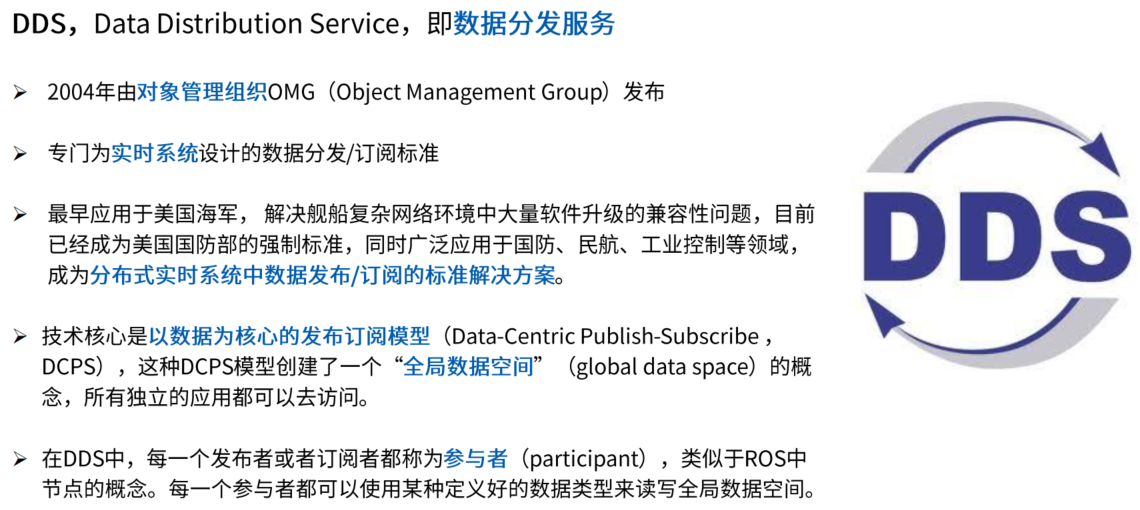 DDS，Data Distribution Service，即数据分发服务
➢ 2004年由对象管理组织OMG（Object Management Group）发布
➢ 专门为实时系统设计的数据分发/订阅标准
➢ 最早应用于美国海军， 解决舰船复杂网络环境中大量软件升级的兼容性问题，目前
已经成为美国国防部的强制标准，同时广泛应用于国防、民航、工业控制等领域，
成为分布式实时系统中数据发布/订阅的标准解决方案。
➢ 技术核心是以数据为核心的发布订阅模型（Data-Centric Publish-Subscribe ，
DCPS），这种DCPS模型创建了一个“全局数据空间”（global data space）的概
念，所有独立的应用都可以去访问。
➢ 在DDS中，每一个发布者或者订阅者都称为参与者（participant），类似于ROS中
节点的概念。每一个参与者都可以使用某种定义好的数据类型来读写全局数据空间。
DDS